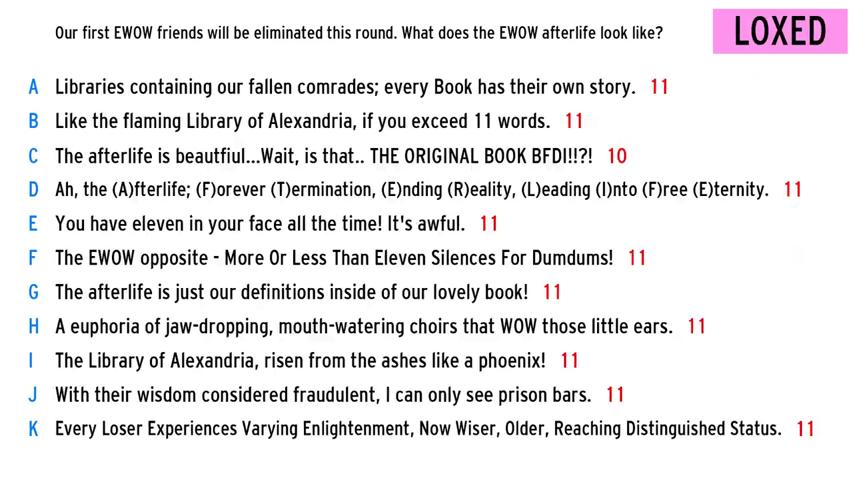 Our first EWOW friends will be eliminated this round. What does the EWOW afterlife look like?
LOXED
A Libraries containing our fallen comrades; every Book has their own story. 11
B Like the flaming Library of Alexandria, if you exceed 11 words. 11
C The afterlife is beautfiul...Wait, is that.. THE ORIGINAL BOOK BFDI!!?! 10
D Ah, the (A)fterlife; (F)orever (T)ermination, (E)nding (R)eality, (L)eading (I)nto (F)ree (E)ternity. 11
E You have eleven in your face all the time! It's awful. 11
F The EWOW opposite - More Or Less Than Eleven Silences For Dumdums! 11
G The afterlife is just our definitions inside of our lovely book! 11
H A euphoria of jaw-dropping, mouth-watering choirs that WOW those little ears. 11
I The Library of Alexandria, risen from the ashes like a phoenix! 11
J With their wisdom considered fraudulent, I can only see prison bars. 11
K Every Loser Experiences Varying Enlightenment, Now Wiser, Older, Reaching Distinguished Status. 11